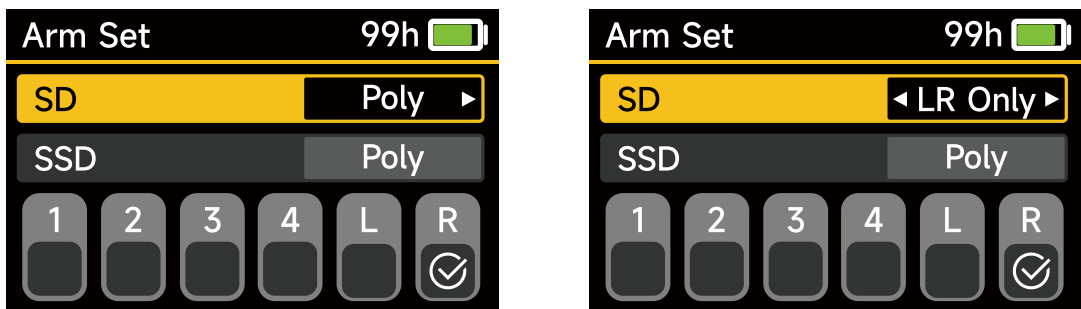 Arm Set 99h
SD Poly
SSD Poly
1 2 3 4 L R
Arm Set 99h
SD LR Only
SSD Poly
1 2 3 4 L R